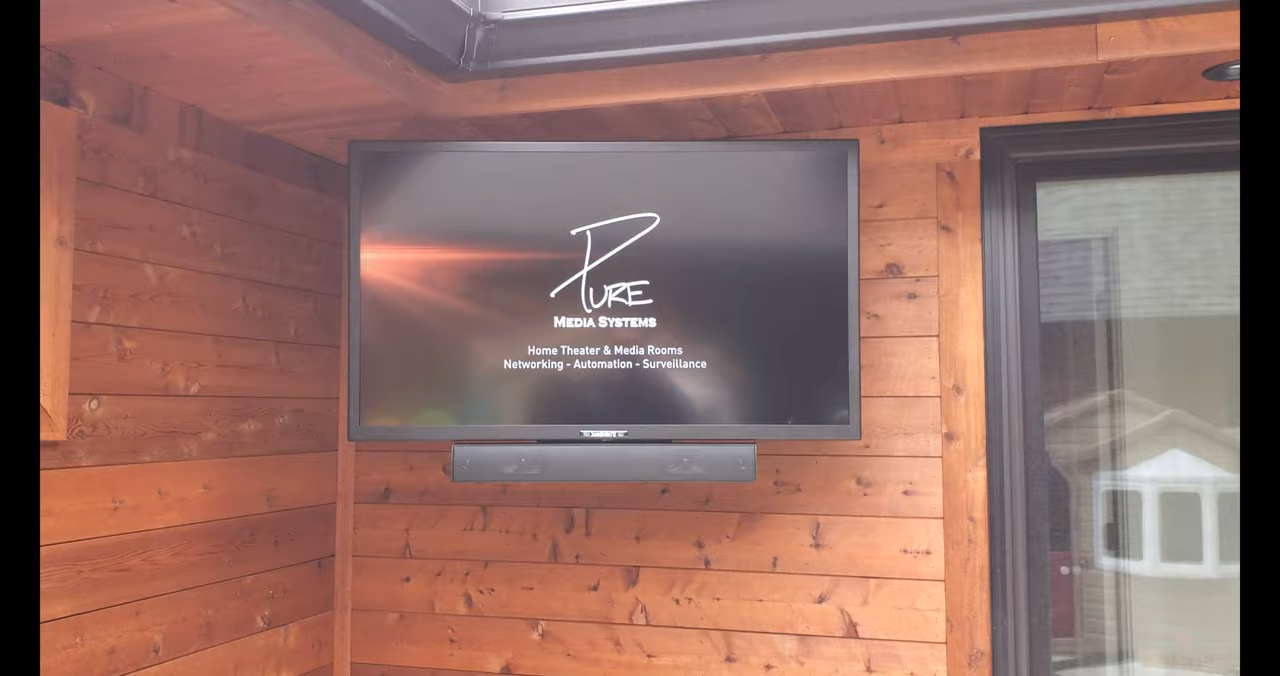 Pure
Media Systems
Home Theater & Media Rooms
Networking - Automation - Surveillance